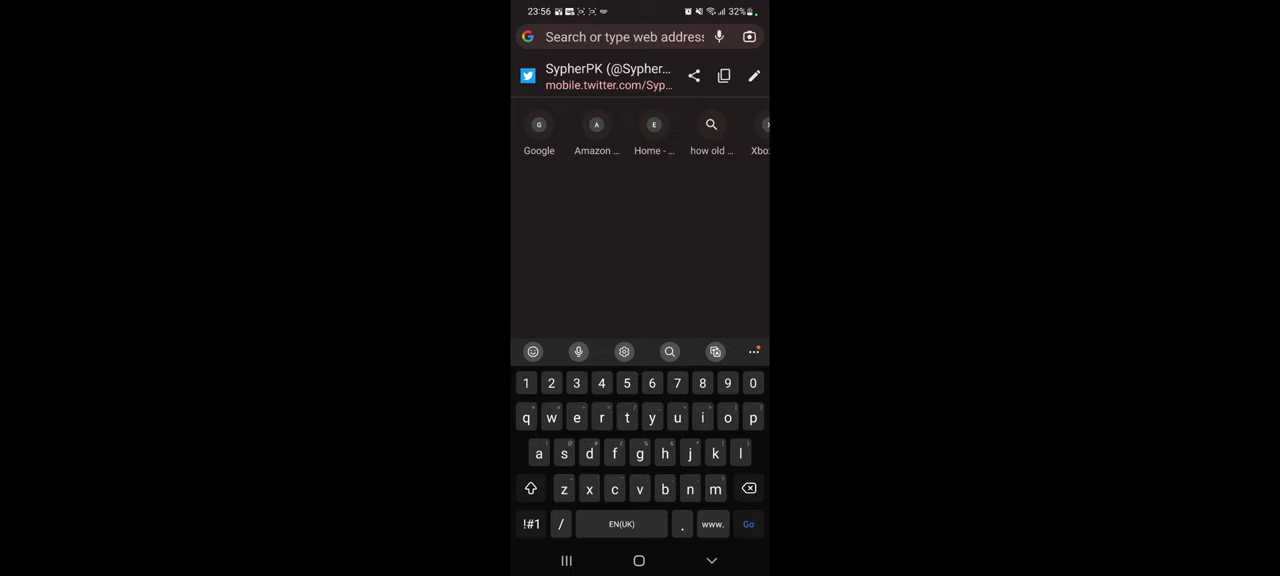 23:56 32%
Search or type web address
SypherPK (@Sypher...
mobile.twitter.com/Syp...
G A E
Google Amazon ... Home - ... how old ... Xbo
1 2 3 4 5 6 7 8 9 0
q w e r t y u i o p
a s d f g h j k l
z x c v b n m
!#1 / EN(UK) . www. Go